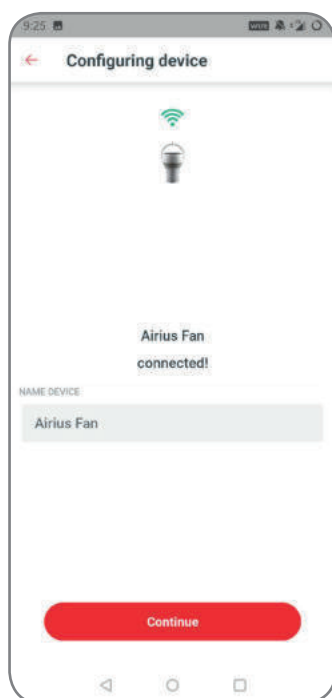 9:25
Configuring device
Airius Fan
connected!
NAME DEVICE
Airius Fan
Continue